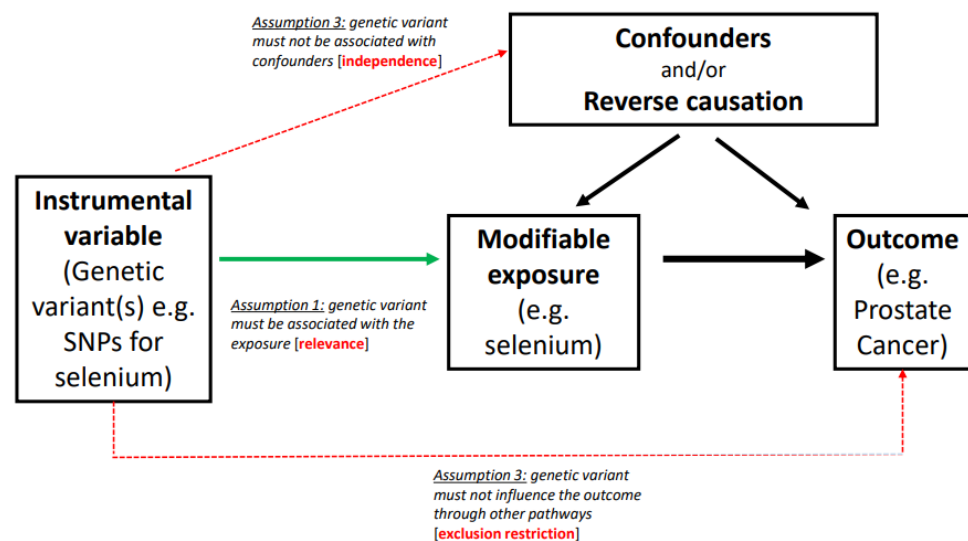 Assumption 3: genetic variant
must not be associated with
confounders [independence]
Confounders
and/or
Reverse causation
Instrumental
variable
(Genetic
variant(s) e.g.
SNPs for
selenium)
Assumption 1: genetic variant
must be associated with the
exposure [relevance]
Modifiable
exposure
(e.g.
selenium)
Outcome
(e.g.
Prostate
Cancer)
Assumption 3: genetic variant
must not influence the outcome
through other pathways
[exclusion restriction]